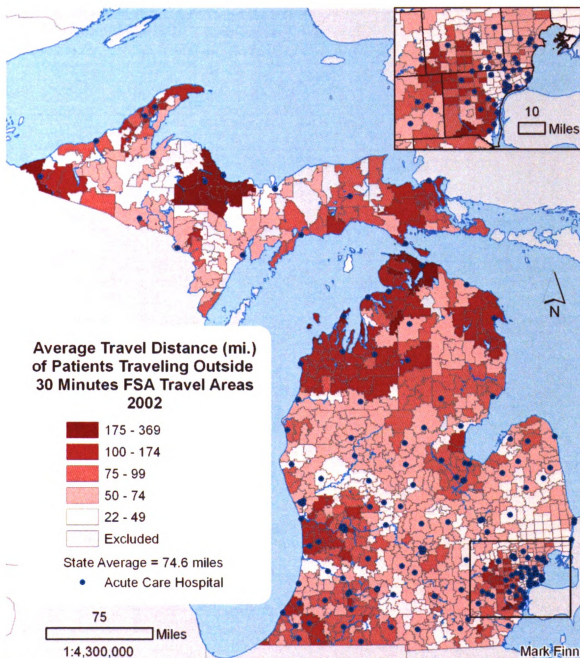 10
Miles
N
Average Travel Distance (mi.)
of Patients Traveling Outside
30 Minutes FSA Travel Areas
2002
175 - 369
100 - 174
75 - 99
50 - 74
22 - 49
Excluded
State Average = 74.6 miles
Acute Care Hospital
75
Miles
1:4,300,000
Mark Finn